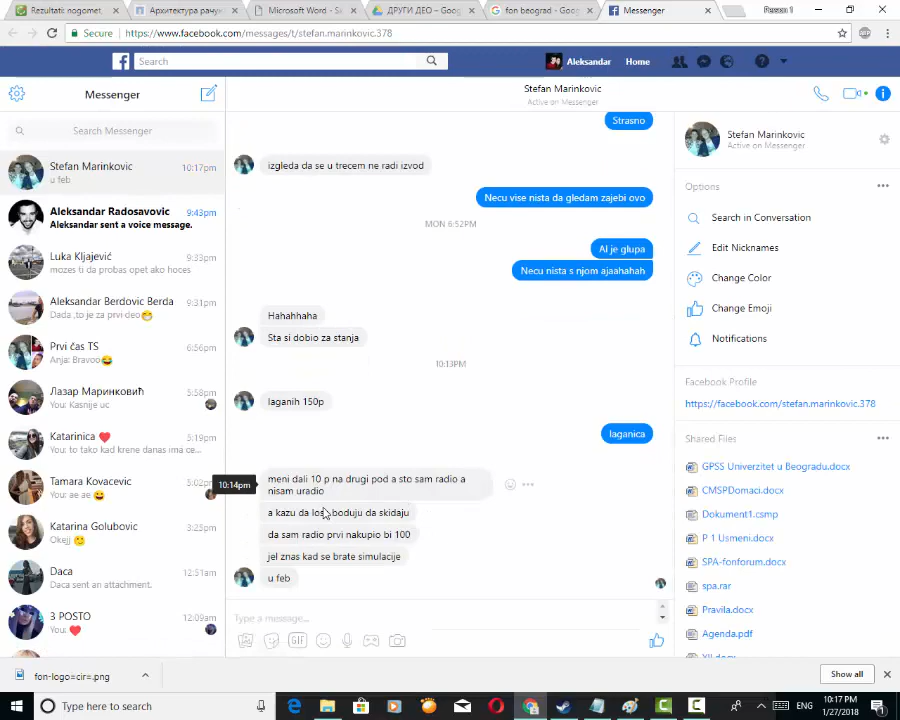 Rezultati: nogomet,
Архитектура рачун
Microsoft Word - Si
ДРУГИ ДЕО – Goo
fon beograd - Goog
Messenger
Secure
https://www.facebook.com/messages/t/stefan.marinkovic.378
Search
Aleksandar
Home
Messenger
Search Messenger
Stefan Marinkovic
10:17pm
u feb
Aleksandar Radosavovic
9:43pm
Aleksandar sent a voice message.
Luka Kljajević
9:33pm
mozes ti da probas opet ako hoces
Aleksandar Berdovic Berda
9:31pm
Dada ,to je za prvi deo
Prvi čas TS
6:56pm
Anja: Bravoo
Лазар Маринковић
5:58pm
You: Kasnije uc
Katarinica
5:19pm
You: to tako kad krene danas ima ce...
Tamara Kovacevic
5:02pm
You: ae ae
Katarina Golubovic
3:25pm
Okejj
Daca
12:51am
Daca sent an attachment.
3 POSTO
12:09am
You:
Stefan Marinkovic
Active on Messenger
Strasno
izgleda da se u trecem ne radi izvod
Necu vise nista da gledam zajebi ovo
MON 6:52PM
Al je glupa
Necu nista s njom ajaahahah
Hahahhaha
Sta si dobio za stanja
10:13PM
laganih 150p
laganica
10:14pm
meni dali 10 p na drugi pod a sto sam radio a
nisam uradio
a kazu da los boduju da skidaju
da sam radio prvi nakupio bi 100
jel znas kad se brate simulacije
u feb
Type a message...
GIF
Stefan Marinkovic
Active on Messenger
Options
Search in Conversation
Edit Nicknames
Change Color
Change Emoji
Notifications
Facebook Profile
https://facebook.com/stefan.marinkovic.378
Shared Files
GPSS Univerzitet u Beogradu.docx
CMSPDomaci.docx
Dokument1.csmp
P 1 Usmeni.docx
SPA-fonforum.docx
spa.rar
Pravila.docx
Agenda.pdf
fon-logo=cir=.png
Show all
Type here to search
ENG
10:17 PM
1/27/2018